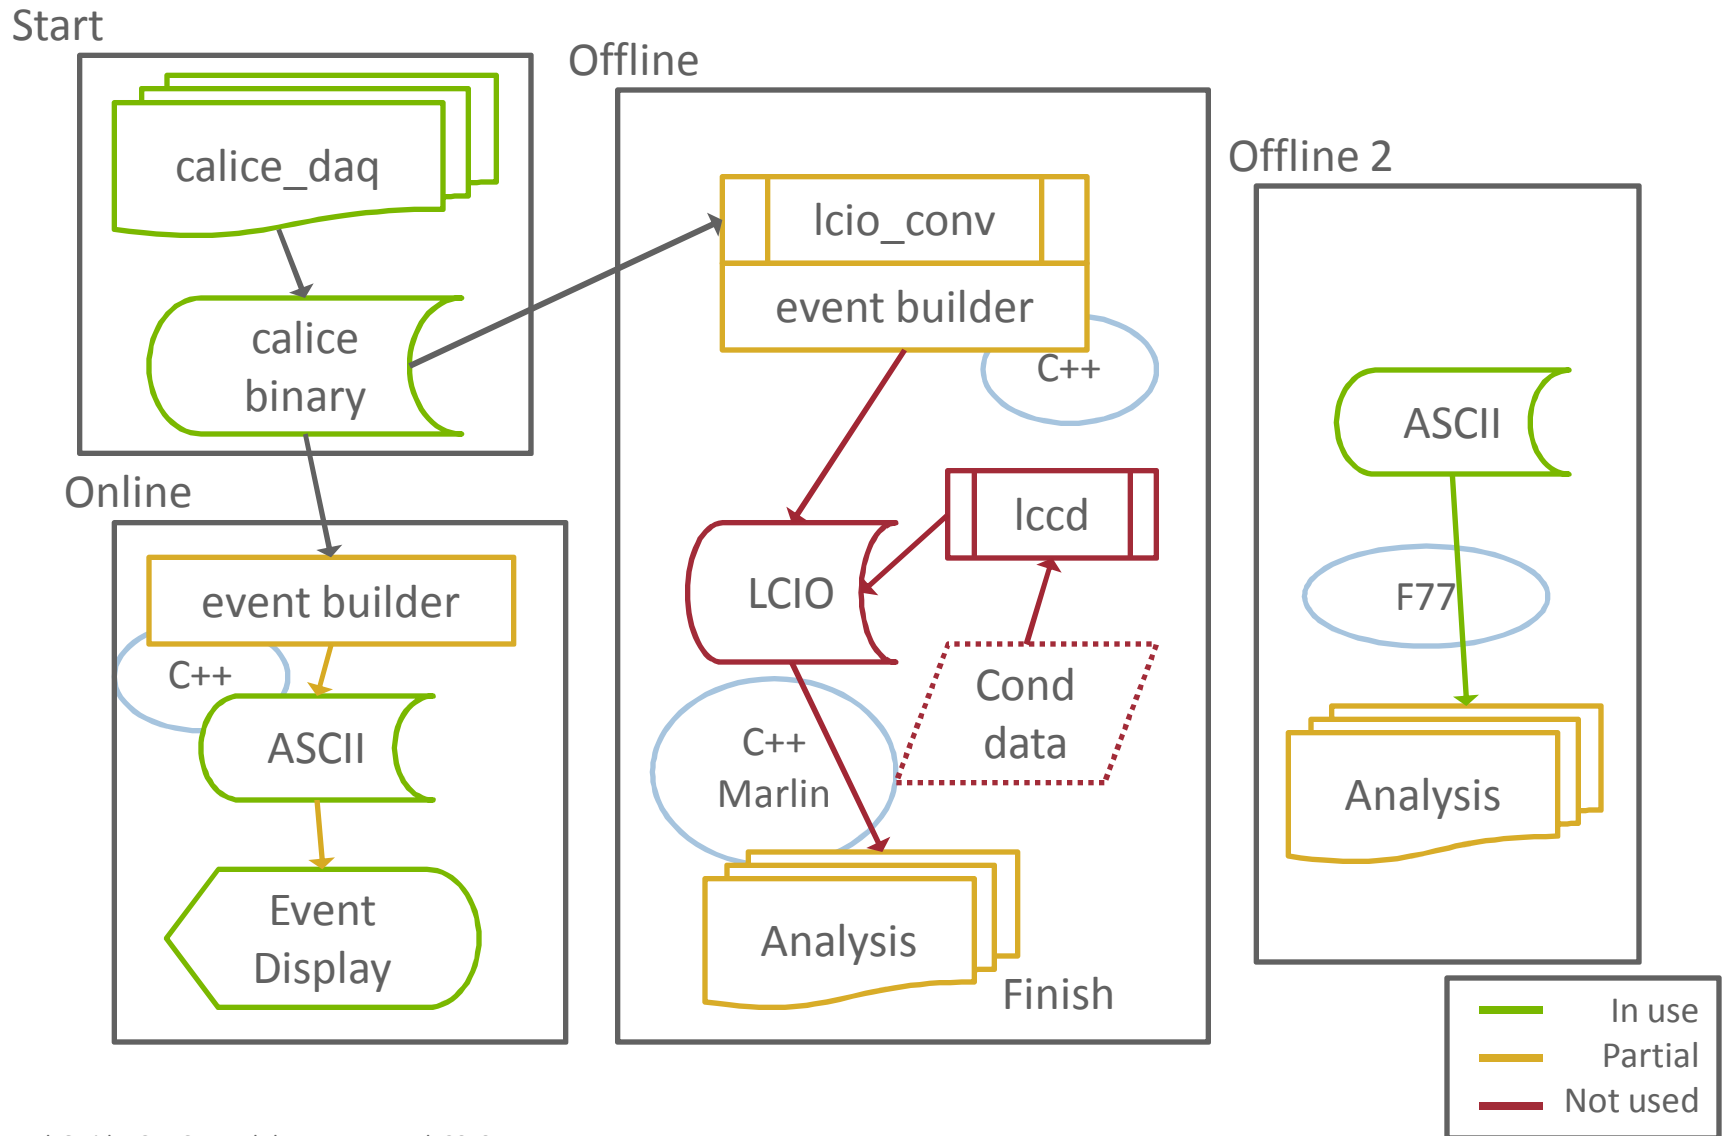 Start
calice_daq
calice
binary
Online
event builder
C++
ASCII
Event
Display
Offline
lcio_conv
event builder
C++
lccd
LCIO
Cond
data
C++
Marlin
Analysis
Finish
Offline 2
ASCII
F77
Analysis
In use
Partial
Not used